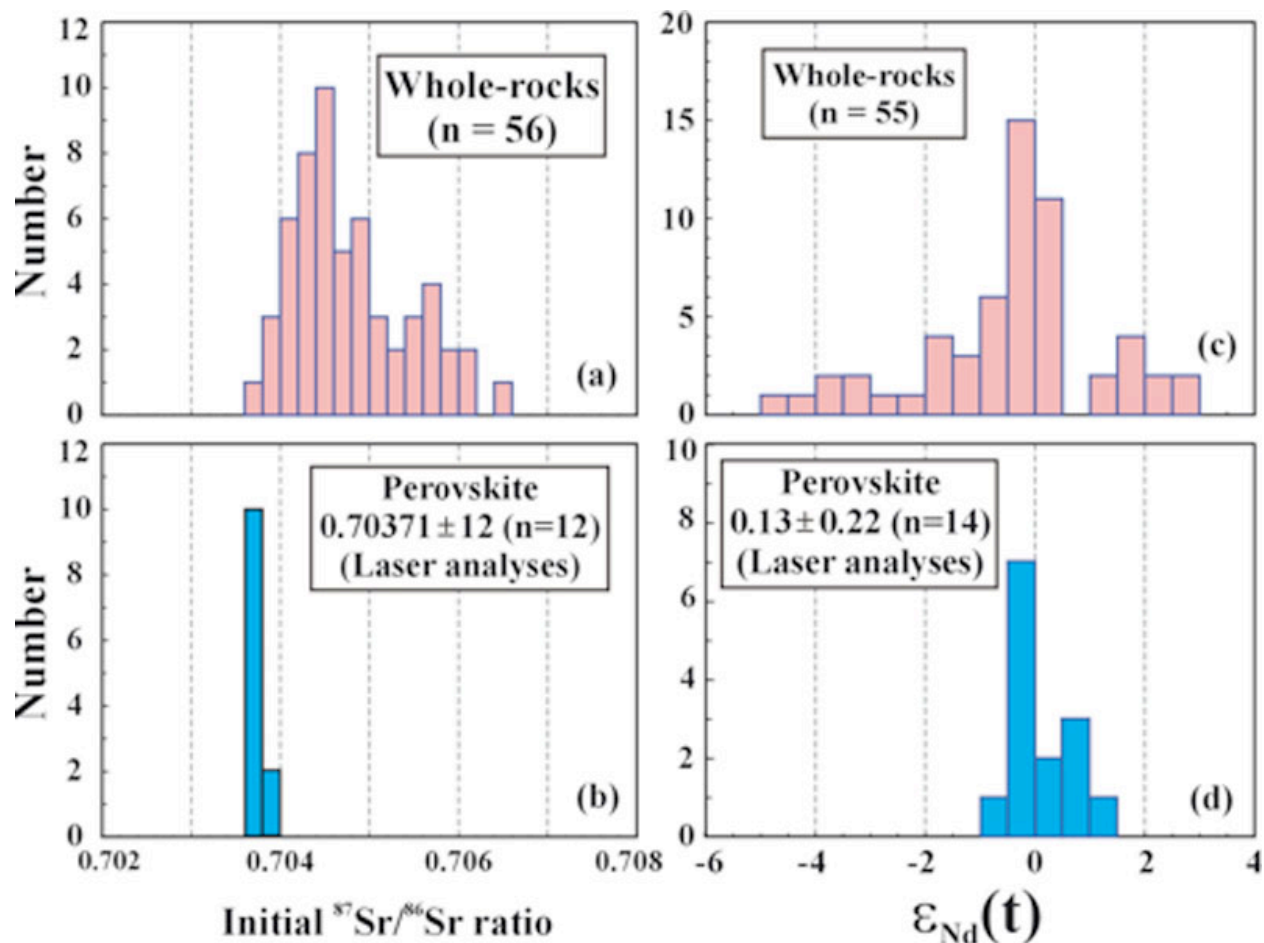 12
10
8
6
4
2
0
Number
Whole-rocks
(n = 56)
(a)
20
15
10
5
0
Whole-rocks
(n = 55)
(c)
12
10
8
6
4
2
0
Number
Perovskite
0.70371±12 (n=12)
(Laser analyses)
(b)
0.702 0.704 0.706 0.708
Initial ⁸⁷Sr/⁸⁶Sr ratio
10
8
6
4
2
0
Perovskite
0.13±0.22 (n=14)
(Laser analyses)
(d)
-6 -4 -2 0 2 4
εNd(t)